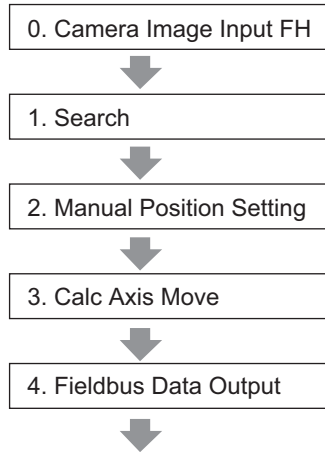 0. Camera Image Input FH
1. Search
2. Manual Position Setting
3. Calc Axis Move
4. Fieldbus Data Output